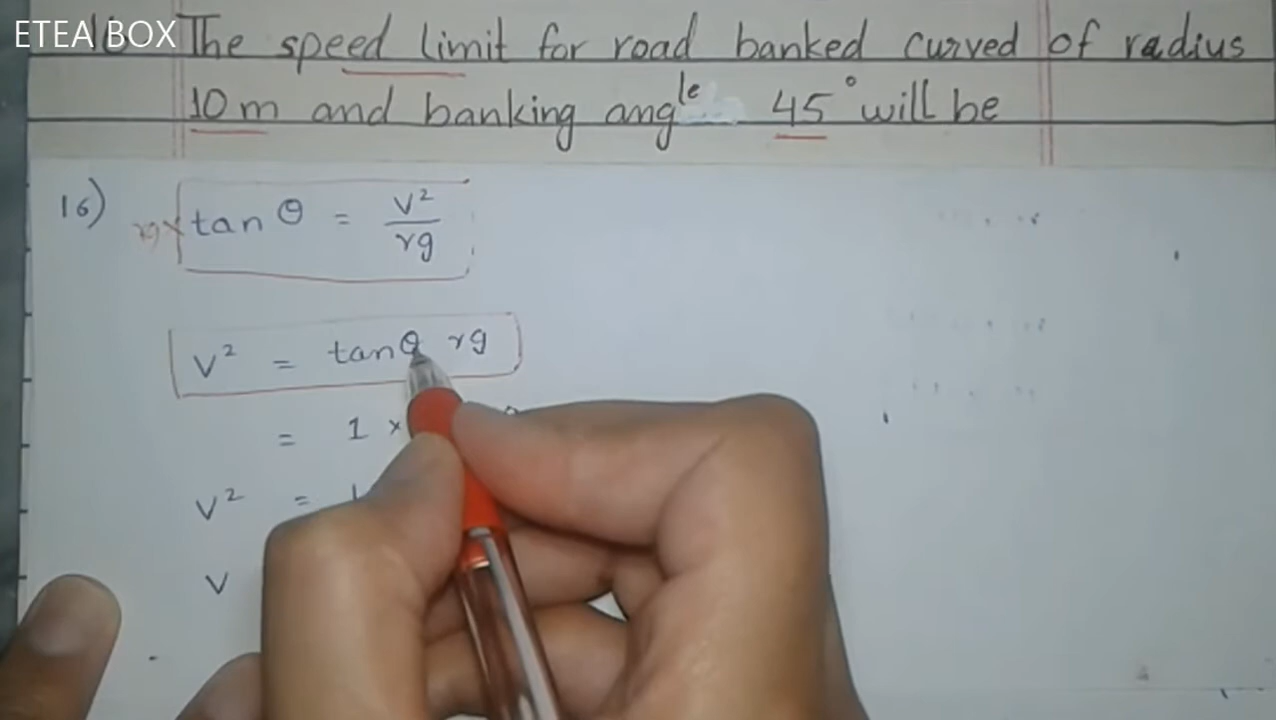 ETEA BOX
The speed limit for road banked curved of radius
10 m and banking angle 45° will be
16) tan θ = V² / rg
V² = tan θ rg
= 1 ×
V² =
V